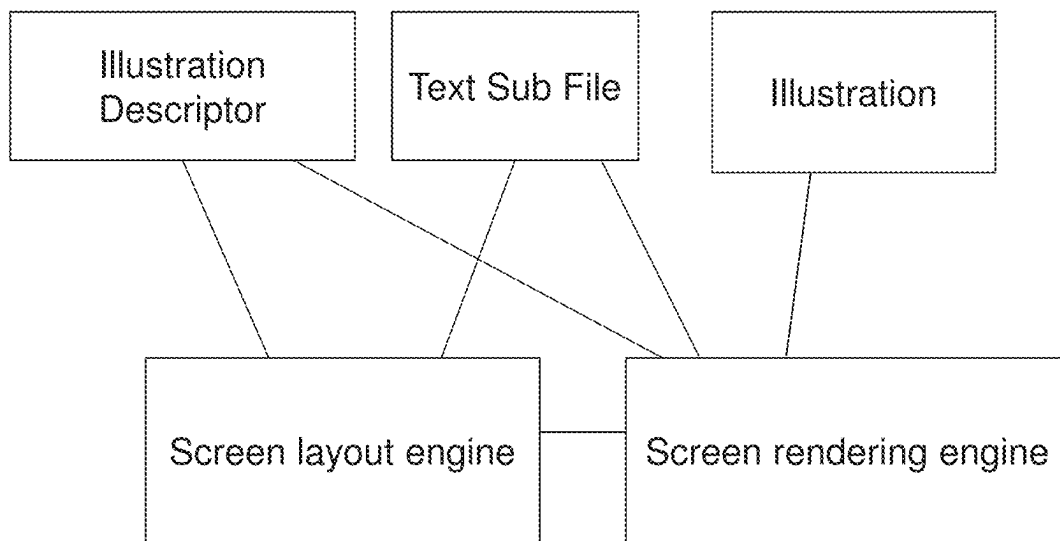 Illustration
Descriptor
Text Sub File
Illustration
Screen layout engine
Screen rendering engine